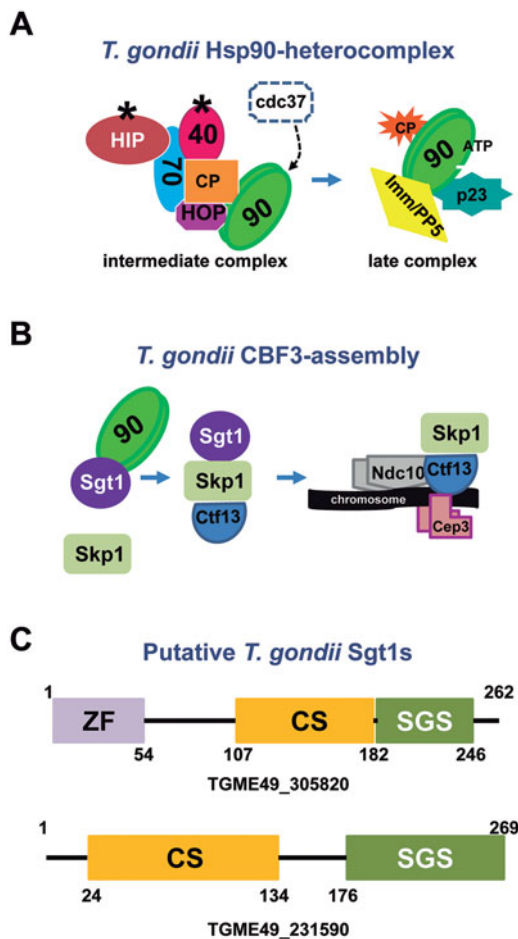 A
T. gondii Hsp90-heterocomplex
*
*
cdc37
HIP
40
70
CP
HOP
90
CP
90
ATP
Imm/PP5
p23
intermediate complex
late complex
B
T. gondii CBF3-assembly
90
Sgt1
Skp1
Sgt1
Skp1
Ctf13
Skp1
Ndc10
Ctf13
chromosome
Cep3
C
Putative T. gondii Sgt1s
1
262
ZF
CS
SGS
54
107
182
246
TGME49_305820
1
269
CS
SGS
24
134
176
TGME49_231590